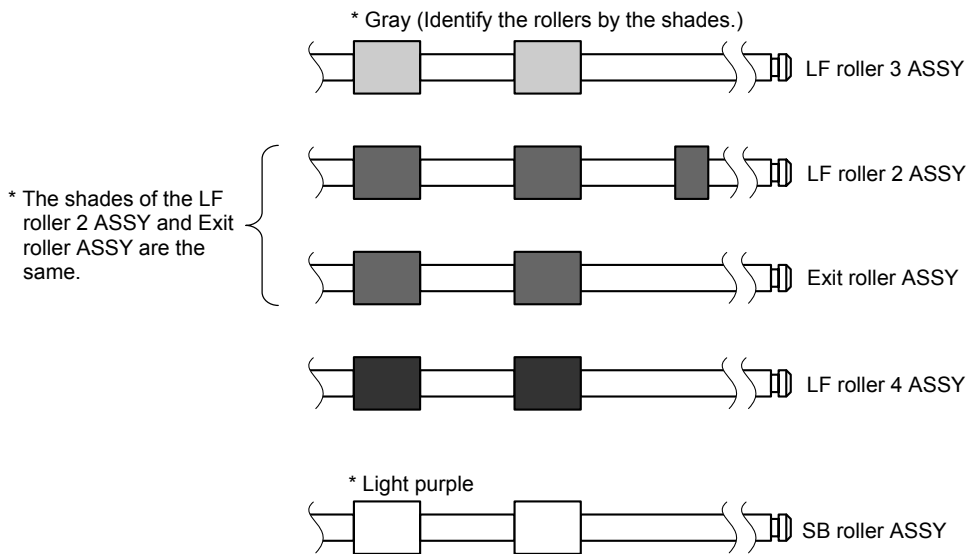 * Gray (Identify the rollers by the shades.)
LF roller 3 ASSY
LF roller 2 ASSY
* The shades of the LF
roller 2 ASSY and Exit
roller ASSY are the
same.
Exit roller ASSY
LF roller 4 ASSY
* Light purple
SB roller ASSY